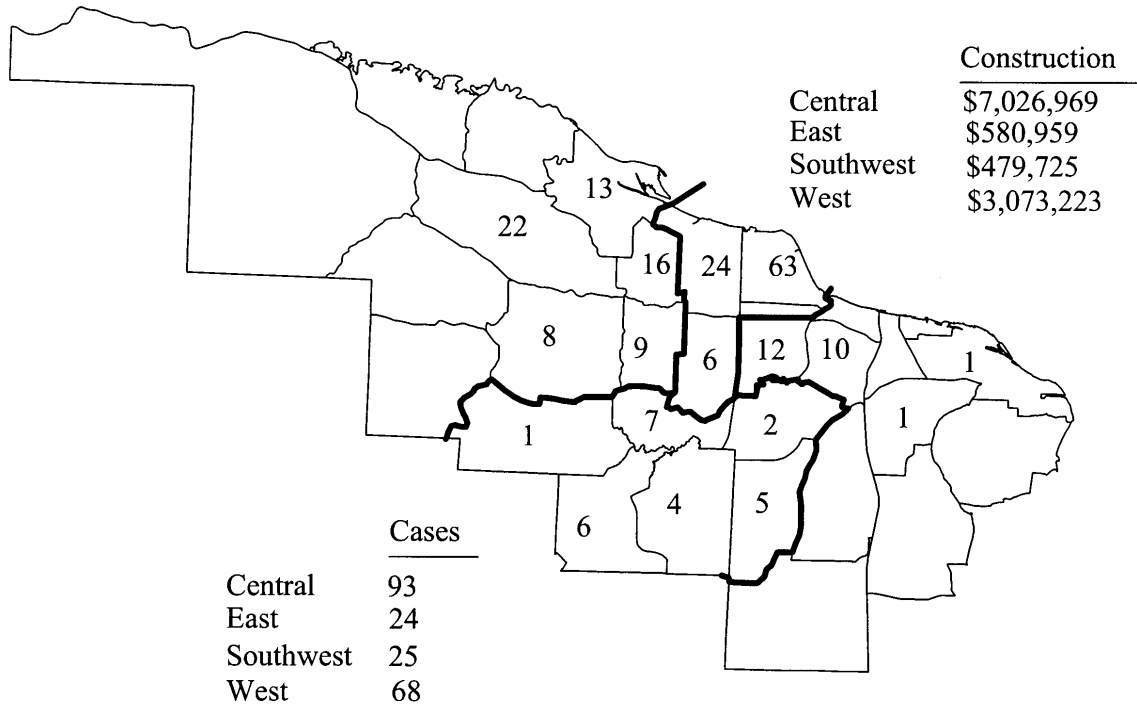 Construction
Central $7,026,969
East $580,959
Southwest $479,725
West $3,073,223
13
22
16 24 63
8 9 6 12 10 1
1 7 2 1
6 4 5
Cases
Central 93
East 24
Southwest 25
West 68